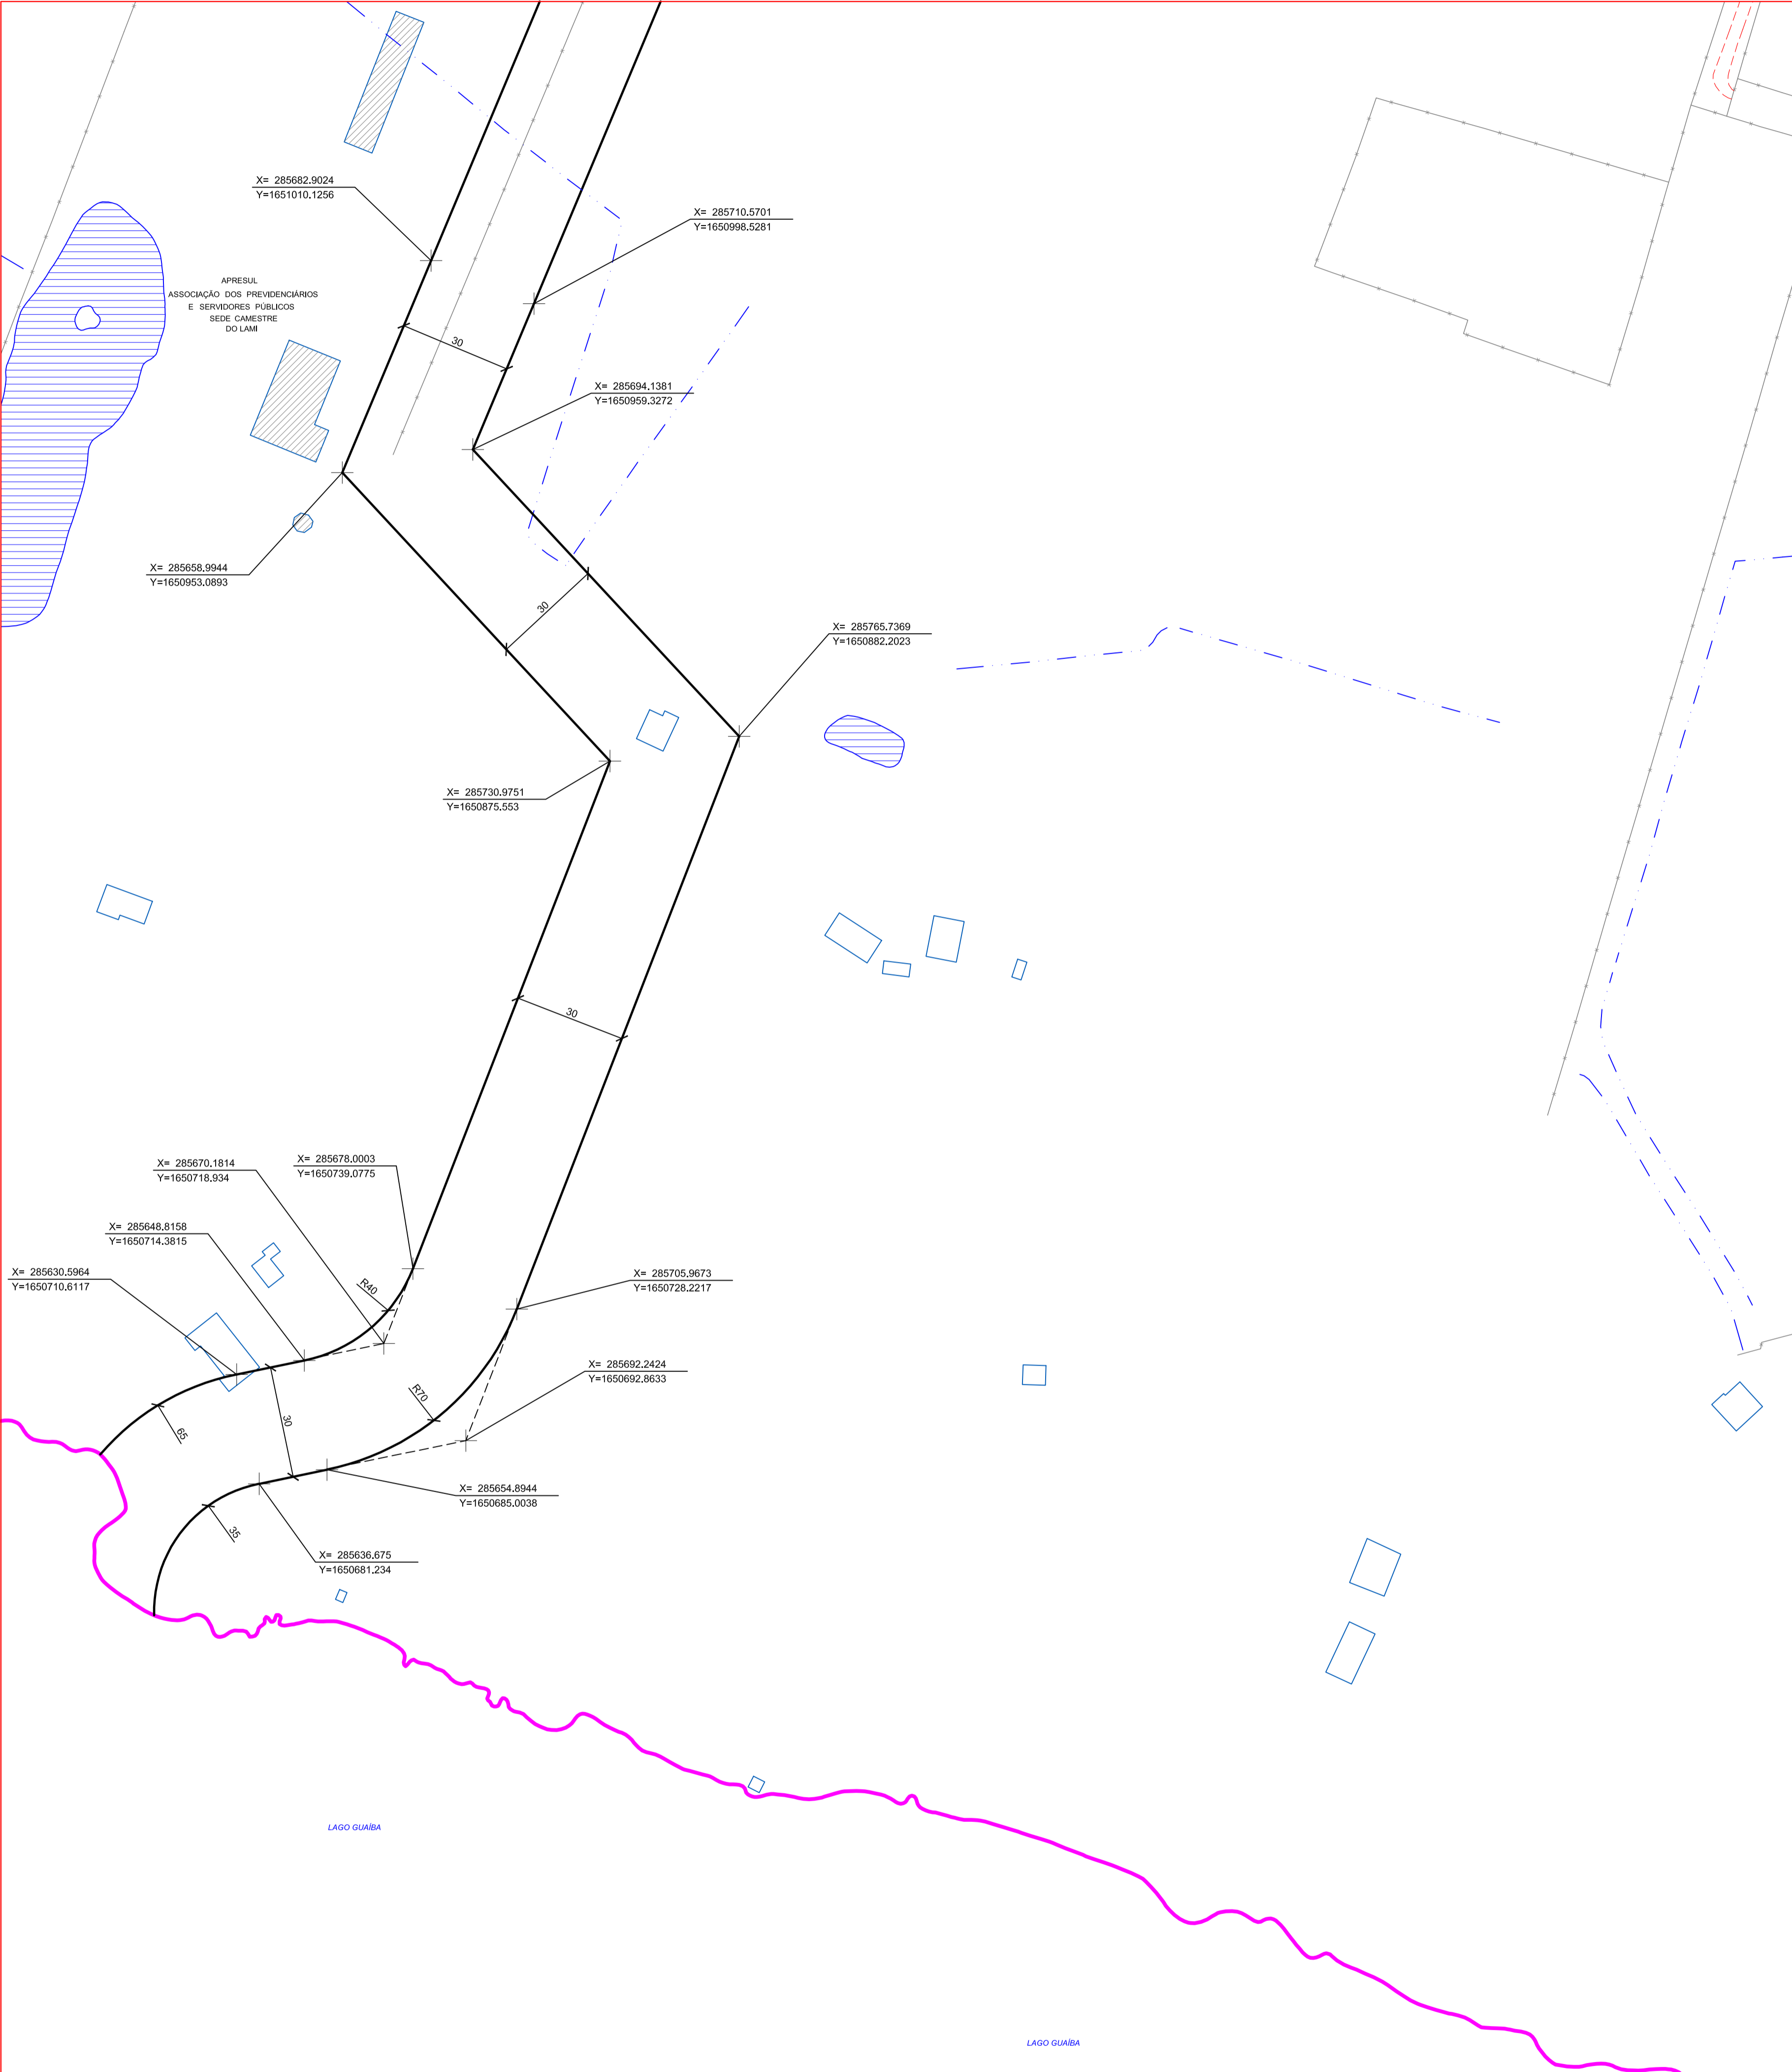 X= 285682.9024
Y=1651010.1256
X= 285710.5701
Y=1650998.5281
APRESUL
ASSOCIAÇÃO DOS PREVIDENCIÁRIOS
E SERVIDORES PÚBLICOS
SEDE CAMESTRE
DO LAMI
30
X= 285694.1381
Y=1650959.3272
X= 285658.9944
Y=1650953.0893
30
X= 285765.7369
Y=1650882.2023
X= 285730.9751
Y=1650875.553
30
X= 285670.1814
Y=1650718.934
X= 285678.0003
Y=1650739.0775
X= 285648.8158
Y=1650714.3815
X= 285630.5964
Y=1650710.6117
R40
X= 285705.9673
Y=1650728.2217
X= 285692.2424
Y=1650692.8633
R70
30
65
X= 285654.8944
Y=1650685.0038
35
X= 285636.675
Y=1650681.234
LAGO GUAÍBA
LAGO GUAÍBA